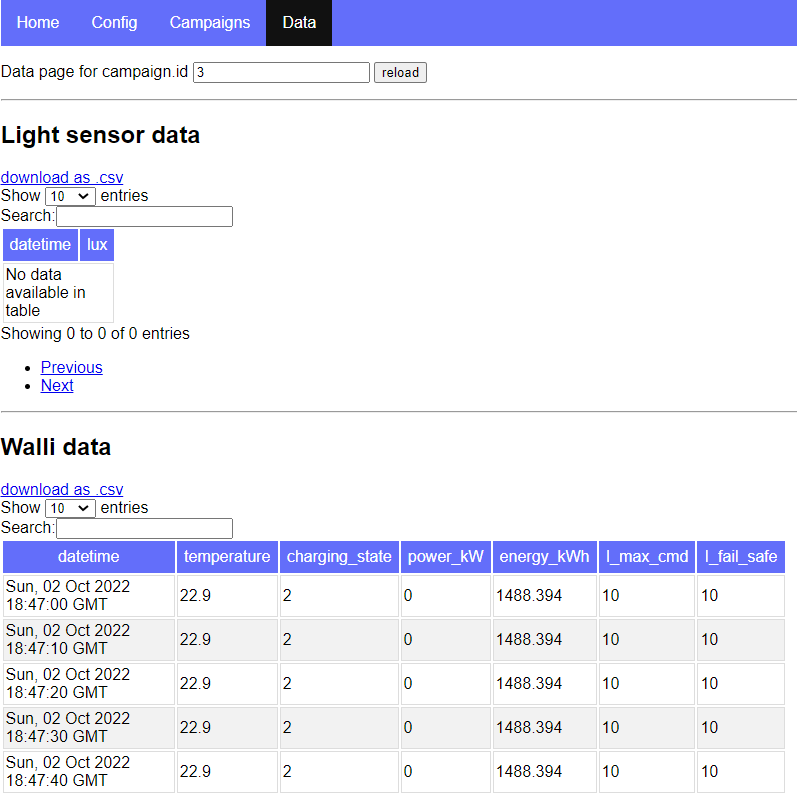 Home Config Campaigns Data
Data page for campaign.id 3 reload
Light sensor data
download as .csv
Show 10 entries
Search:
datetime lux
No data
available in
table
Showing 0 to 0 of 0 entries
Previous
Next
Walli data
download as .csv
Show 10 entries
Search:
datetime temperature charging_state power_kW energy_kWh I_max_cmd I_fail_safe
Sun, 02 Oct 2022
18:47:00 GMT 22.9 2 0 1488.394 10 10
Sun, 02 Oct 2022
18:47:10 GMT 22.9 2 0 1488.394 10 10
Sun, 02 Oct 2022
18:47:20 GMT 22.9 2 0 1488.394 10 10
Sun, 02 Oct 2022
18:47:30 GMT 22.9 2 0 1488.394 10 10
Sun, 02 Oct 2022
18:47:40 GMT 22.9 2 0 1488.394 10 10